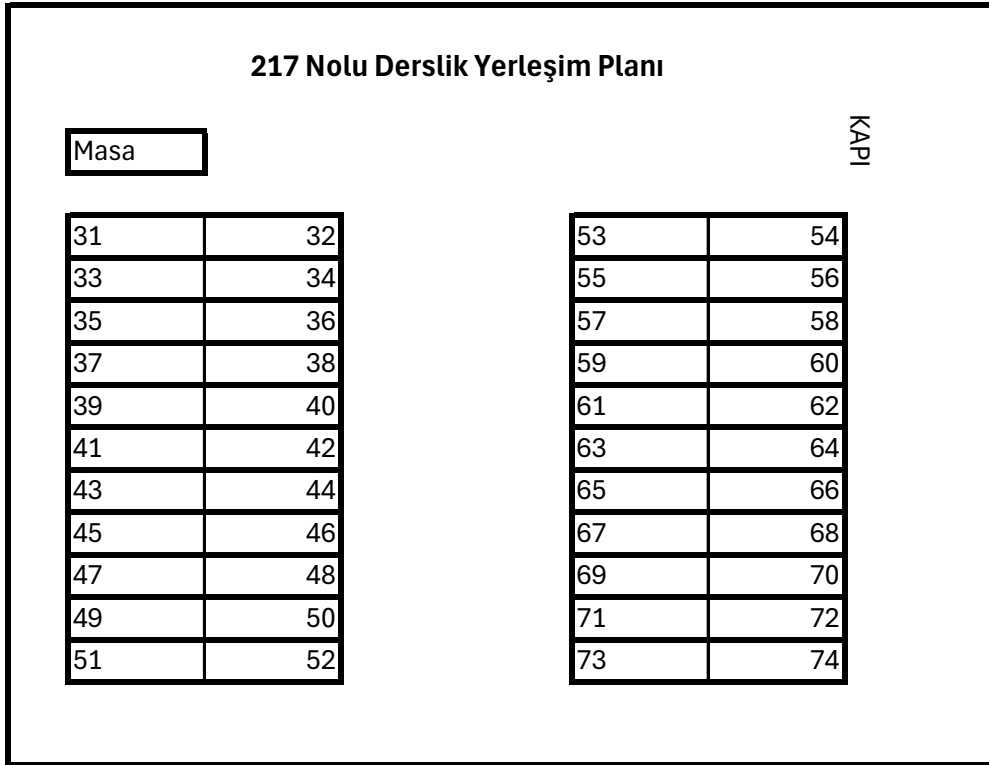 217 Nolu Derslik Yerleşim Planı
KAPI
Masa
31 32 53 54
33 34 55 56
35 36 57 58
37 38 59 60
39 40 61 62
41 42 63 64
43 44 65 66
45 46 67 68
47 48 69 70
49 50 71 72
51 52 73 74